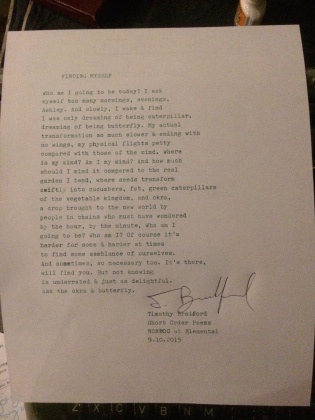 FINDING MYSELF
Who am I going to be today? I ask
myself how many mornings, evenings,
Ashley. And slowly, I wake & find
I was only dreaming of being caterpillar,
dreaming of being butterfly. My actual
transformation so much slower & ending with
no wings, my physical flights petty
compared with those of the mind. Where
is my mind? Am I my mind? And how much
should I mind it compared to the real
garden I tend, where seeds transform
swiftly into cucumbers, fat, green caterpillars
of the vegetable kingdom, and okra,
a crop brought to the new world by
people in chains who must have wondered
by the hour, by the minute, Who am I
going to be? Who am I? Of course it's
harder for some & harder at times
to find some semblance of ourselves.
And sometimes, so necessary too. It's there,
will find you. But not knowing
is underrated & just as delightful.
See the okra & butterfly.
Timothy Bradford
Short Order Poems
at Elemental
9.10.2015
Z X C V B N M